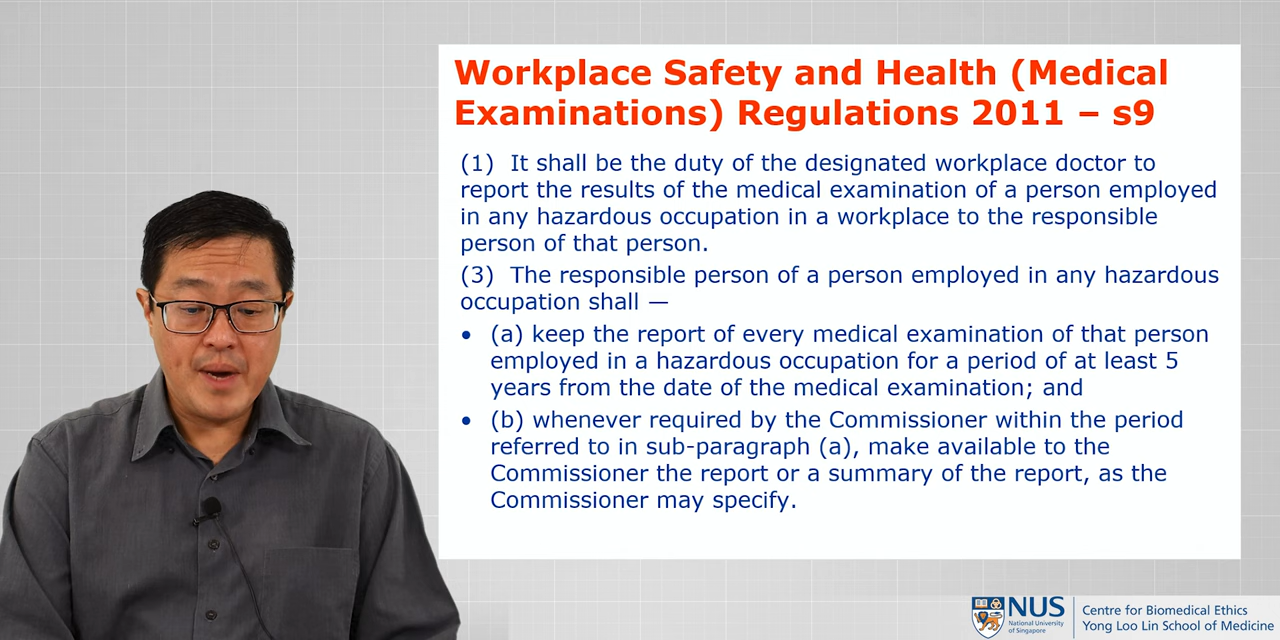 Workplace Safety and Health (Medical
Examinations) Regulations 2011 – s9
(1) It shall be the duty of the designated workplace doctor to
report the results of the medical examination of a person employed
in any hazardous occupation in a workplace to the responsible
person of that person.
(3) The responsible person of a person employed in any hazardous
occupation shall —
• (a) keep the report of every medical examination of that person
employed in a hazardous occupation for a period of at least 5
years from the date of the medical examination; and
• (b) whenever required by the Commissioner within the period
referred to in sub-paragraph (a), make available to the
Commissioner the report or a summary of the report, as the
Commissioner may specify.
NUS
National University
of Singapore
Centre for Biomedical Ethics
Yong Loo Lin School of Medicine